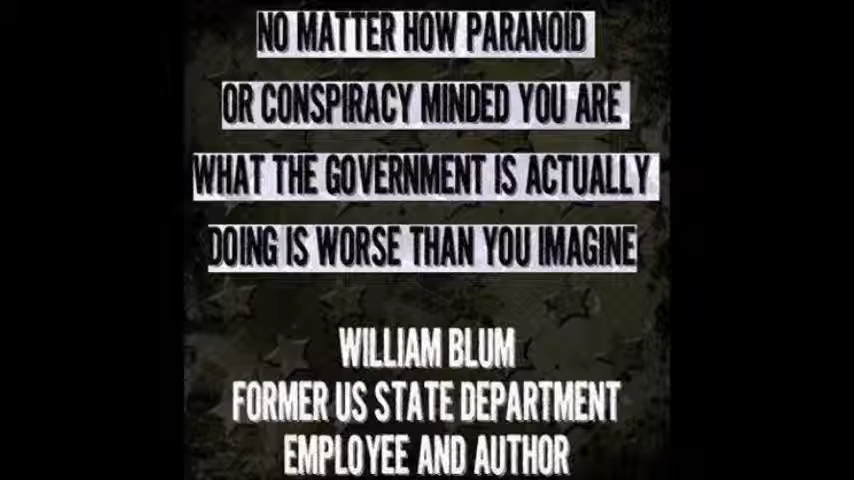 NO MATTER HOW PARANOID
OR CONSPIRACY MINDED YOU ARE
WHAT THE GOVERNMENT IS ACTUALLY
DOING IS WORSE THAN YOU IMAGINE
WILLIAM BLUM
FORMER US STATE DEPARTMENT
EMPLOYEE AND AUTHOR